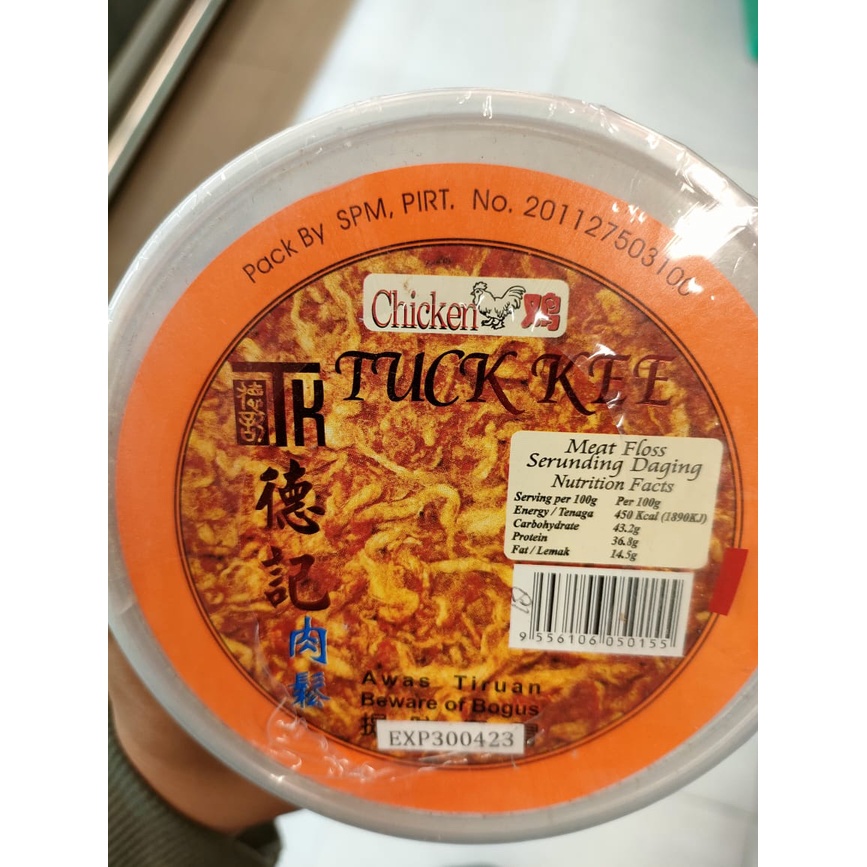 Pack By SPM, PIRT. No. 201127503100
Chicken 鸡
TK
TUCK-KEE
德記
肉鬆
Meat Floss
Serunding Daging
Nutrition Facts
Serving per 100g Per 100g
Energy / Tenaga 450 Kcal (1890KJ)
Carbohydrate 43.2g
Protein 36.8g
Fat / Lemak 14.5g
9 556106 050155
Awas Tiruan
Beware of Bogus
EXP300423